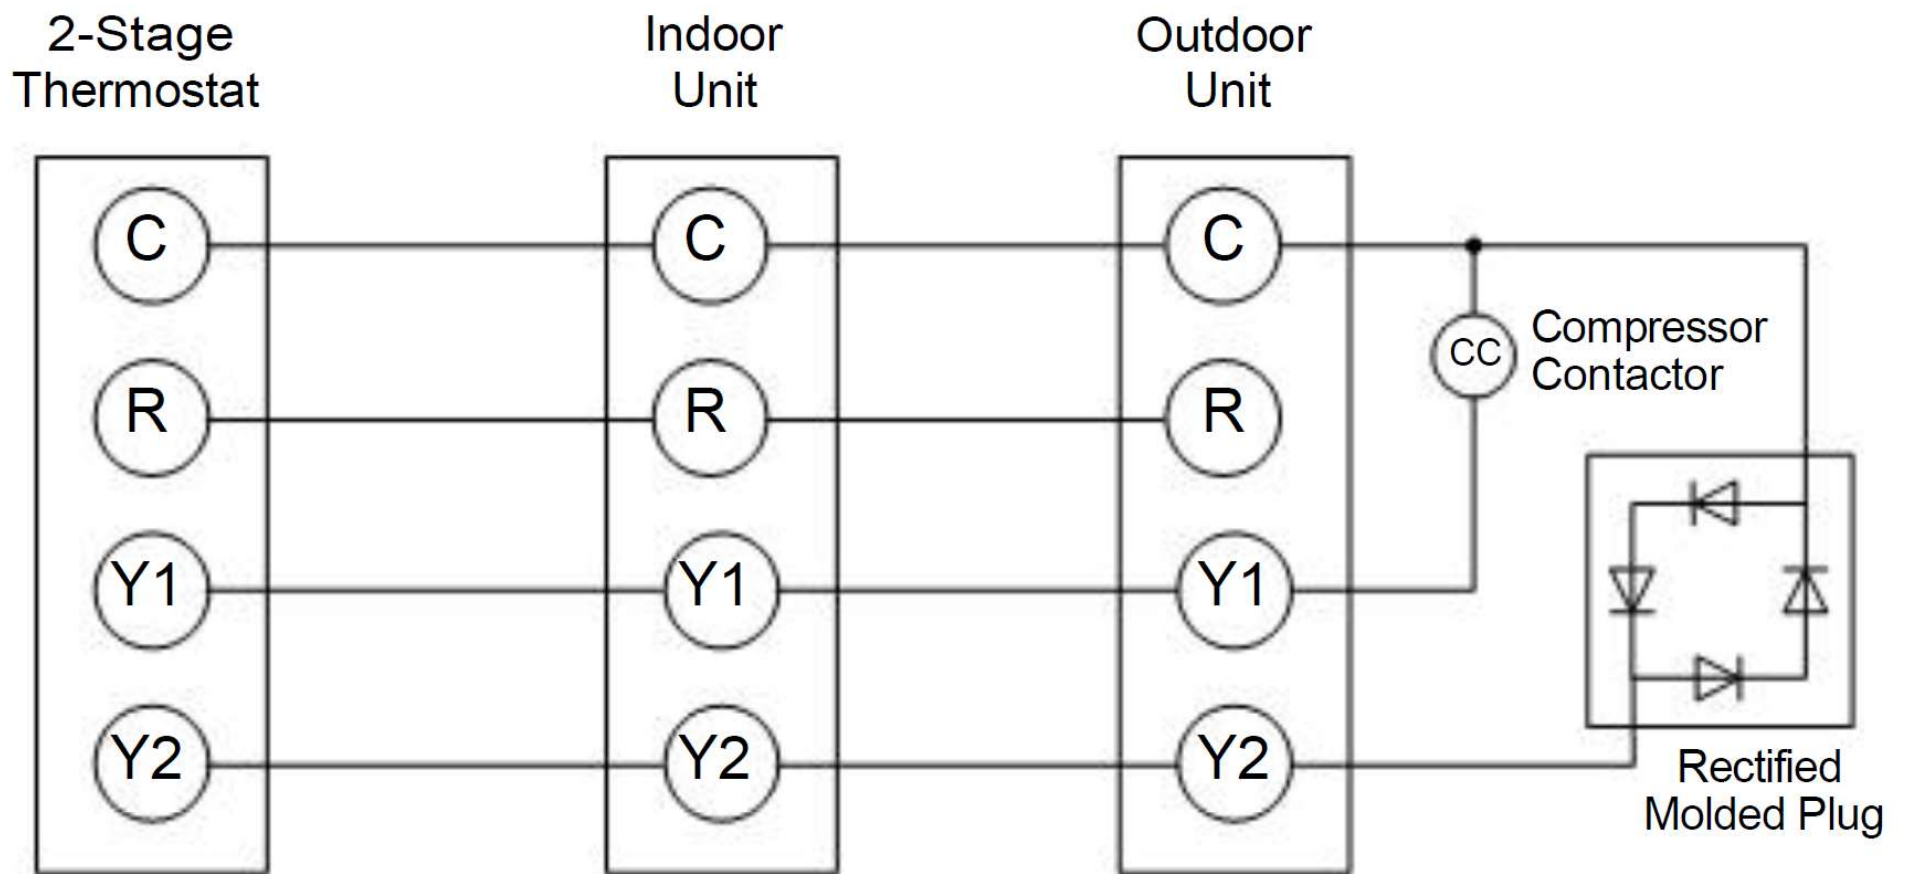 2-Stage
Thermostat
Indoor
Unit
Outdoor
Unit
C
C
C
Compressor
Contactor
CC
R
R
R
Y1
Y1
Y1
Y2
Y2
Y2
Rectified
Molded Plug